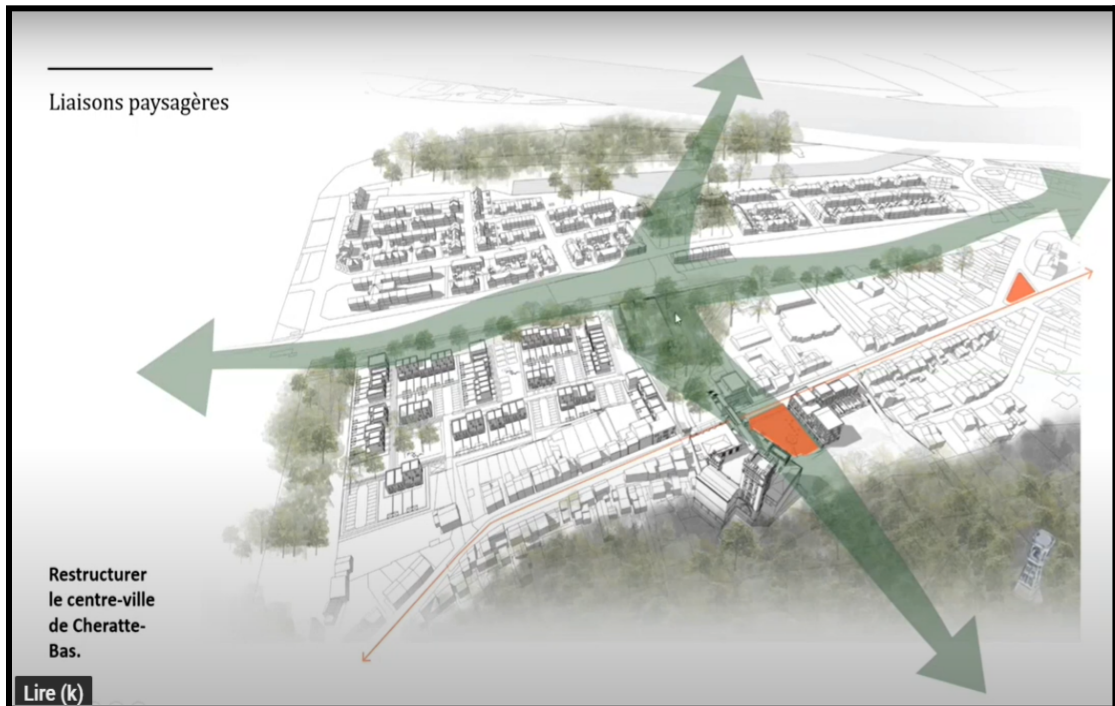 Liaisons paysagères
Restructurer
le centre-ville
de Cheratte-
Bas.
Lire (k)